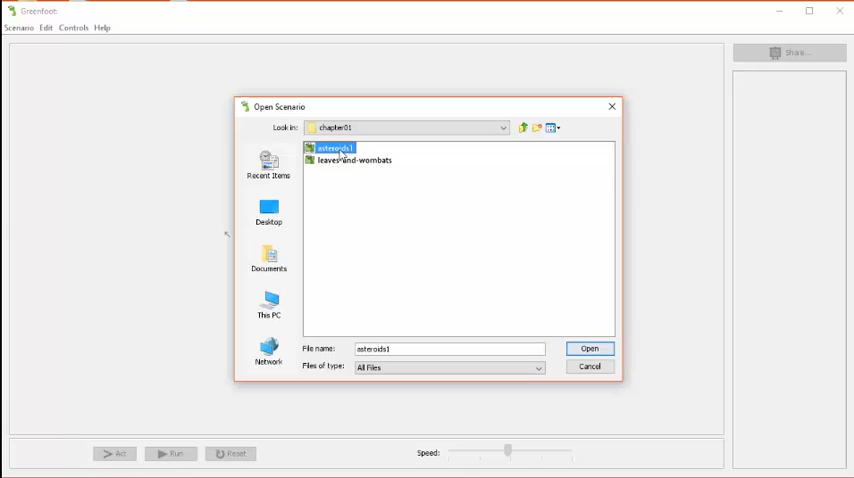 Greenfoot:
Scenario Edit Controls Help
Share...
Open Scenario
Look in: chapter01
asteroids1
leaves-and-wombats
Recent Items
Desktop
Documents
This PC
Network
File name: asteroids1 Open
Files of type: All Files Cancel
Act Run Reset Speed: